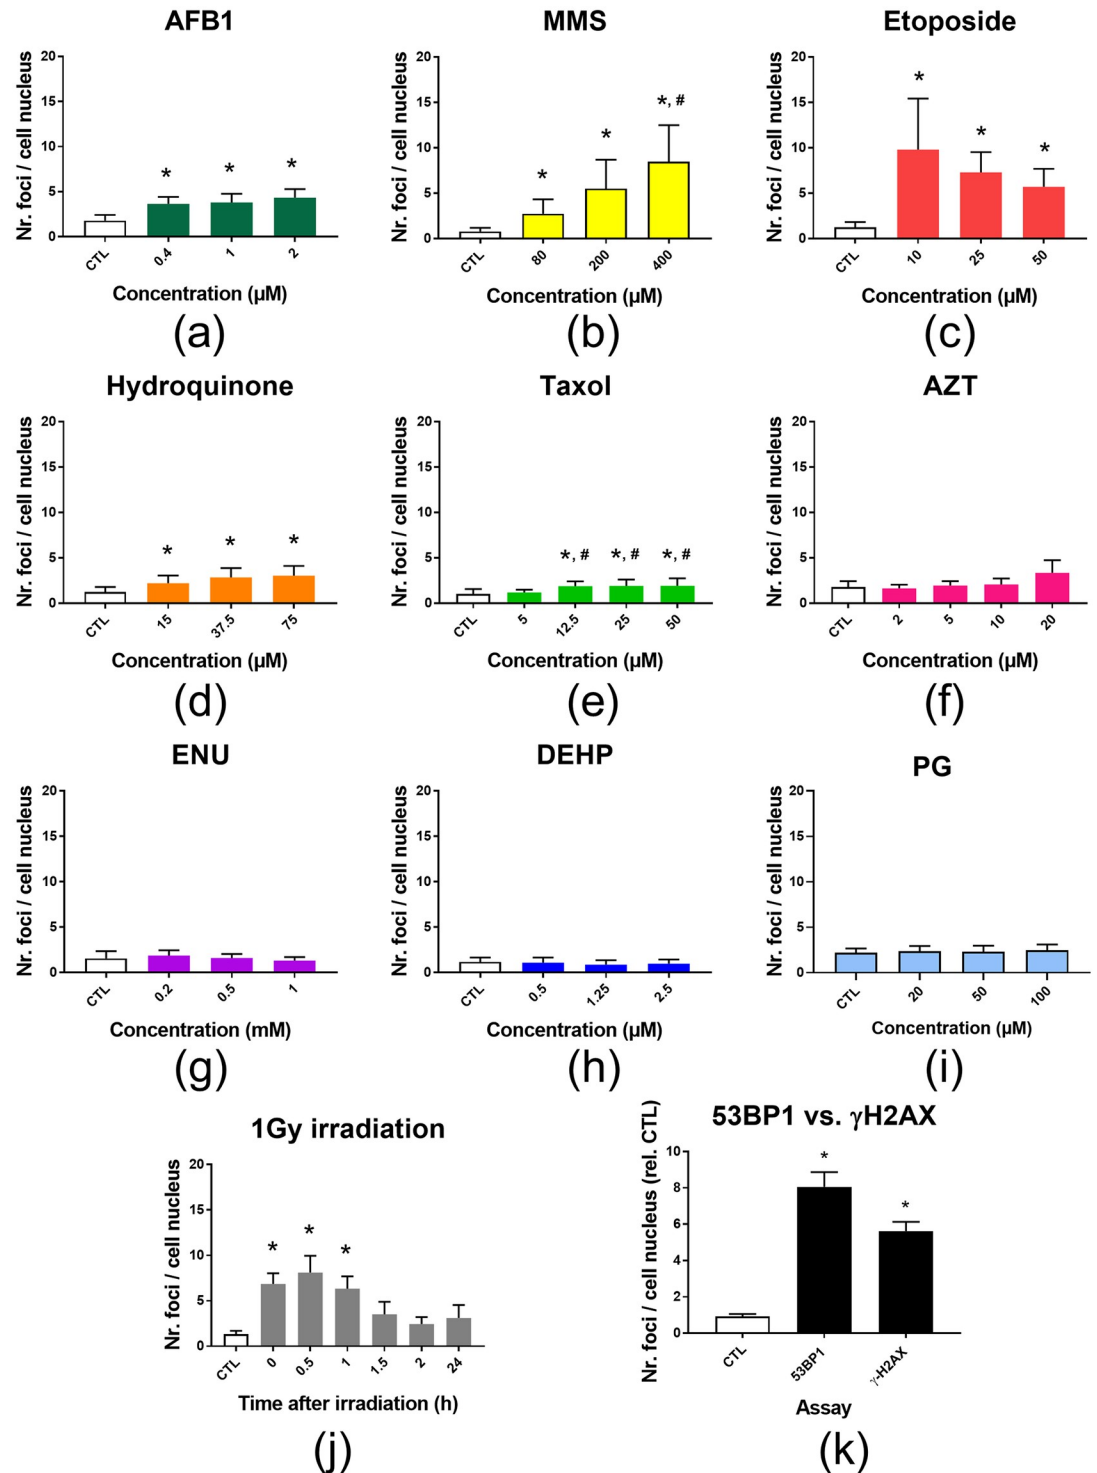 AFB1
Nr. foci / cell nucleus
20
15
10
5
0
*
*
*
CTL
0.4
1
2
Concentration (µM)
(a)
MMS
Nr. foci / cell nucleus
20
15
10
5
0
*
*
*, #
CTL
80
200
400
Concentration (µM)
(b)
Etoposide
Nr. foci / cell nucleus
20
15
10
5
0
*
*
*
CTL
10
25
50
Concentration (µM)
(c)
Hydroquinone
Nr. foci / cell nucleus
20
15
10
5
0
*
*
*
CTL
15
37.5
75
Concentration (µM)
(d)
Taxol
Nr. foci / cell nucleus
20
15
10
5
0
*, #
*, #
*, #
CTL
5
12.5
25
50
Concentration (µM)
(e)
AZT
Nr. foci / cell nucleus
20
15
10
5
0
CTL
2
5
10
20
Concentration (µM)
(f)
ENU
Nr. foci / cell nucleus
20
15
10
5
0
CTL
0.2
0.5
1
Concentration (mM)
(g)
DEHP
Nr. foci / cell nucleus
20
15
10
5
0
CTL
0.5
1.25
2.5
Concentration (µM)
(h)
PG
Nr. foci / cell nucleus
20
15
10
5
0
CTL
20
50
100
Concentration (µM)
(i)
1Gy irradiation
Nr. foci / cell nucleus
20
15
10
5
0
*
*
*
CTL
0
0.5
1
1.5
2
24
Time after irradiation (h)
(j)
53BP1 vs. γH2AX
Nr. foci / cell nucleus (rel. CTL)
10
8
6
4
2
0
*
*
CTL
53BP1
γ-H2AX
Assay
(k)